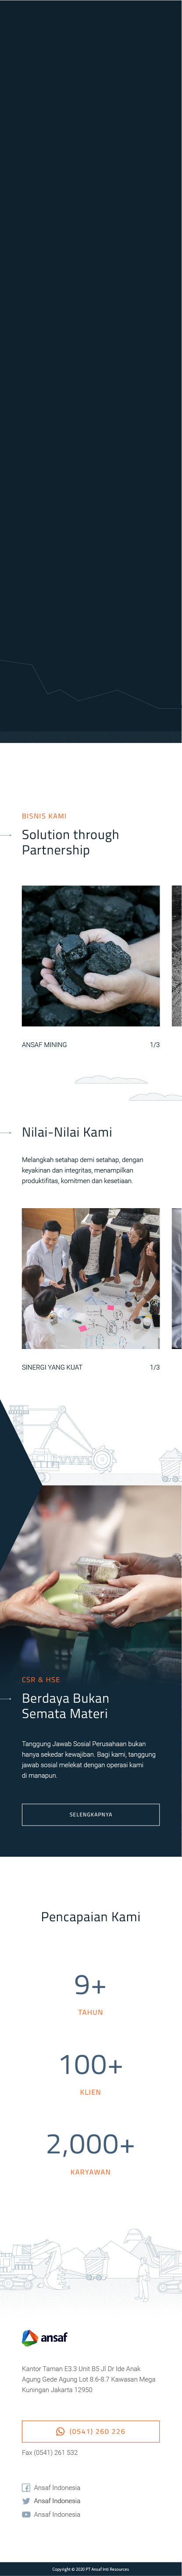 BISNIS KAMI
Solution through
Partnership
ANSAF MINING
1/3
Nilai-Nilai Kami
Melangkah setahap demi setahap, dengan
keyakinan dan integritas, menampilkan
produktifitas, komitmen dan kesetiaan.
SINERGI YANG KUAT
1/3
CSR & HSE
Berdaya Bukan
Semata Materi
Tanggung Jawab Sosial Perusahaan bukan
hanya sekedar kewajiban. Bagi kami, tanggung
jawab sosial melekat dengan operasi kami
di manapun.
SELENGKAPNYA
Pencapaian Kami
9+
TAHUN
100+
KLIEN
2,000+
KARYAWAN
ansaf
Kantor Taman E3.3 Unit B5 Jl.Dr Ide Anak
Agung Gede Agung Lot 8.6-8.7 Kawasan Mega
Kuningan Jakarta 12950
(0541) 260 226
Fax (0541) 261 532
Ansaf Indonesia
Ansaf Indonesia
Ansaf Indonesia
Copyright © 2020 PT Ansaf Inti Resources